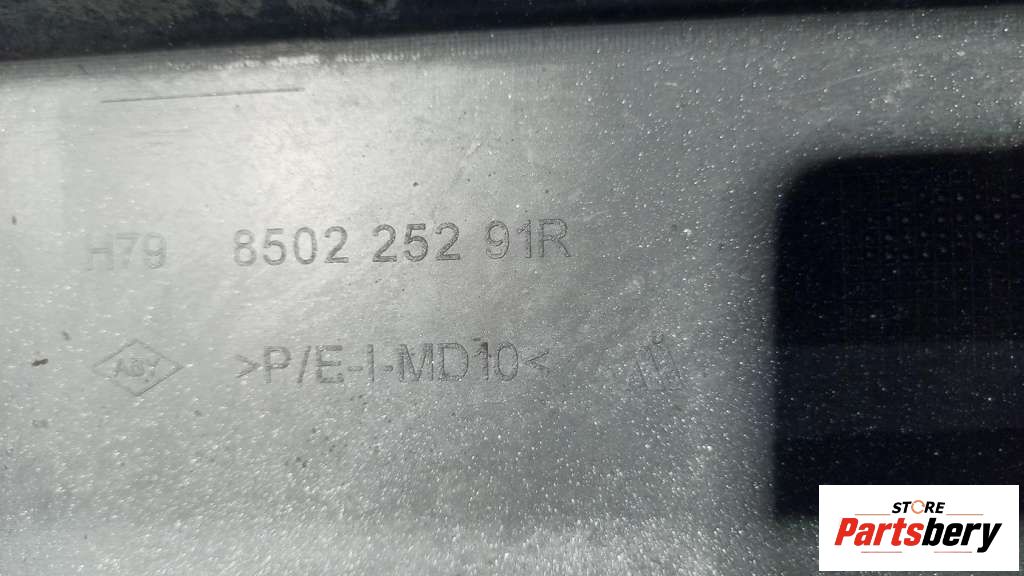 H79 8502 252 91R
>P/E-I-MD10<
STORE
Partsbery